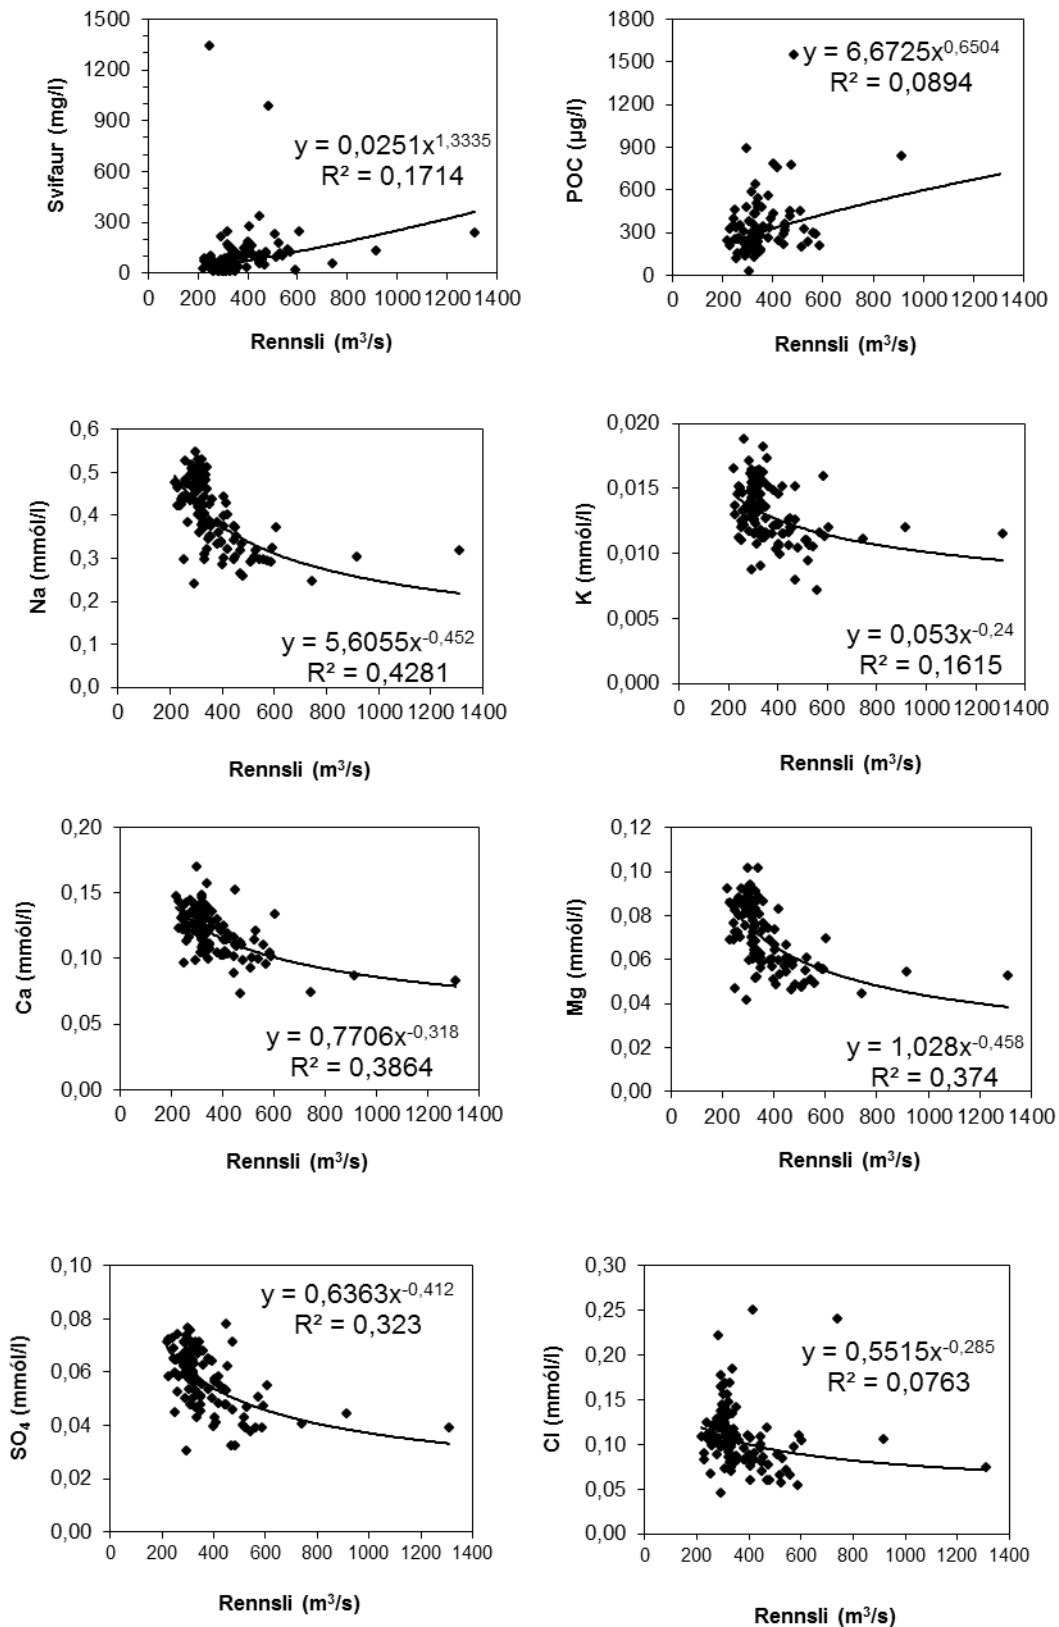 1500
1200
900
600
300
0
Svifaur (mg/l)
y = 0,0251x^1,3335
R² = 0,1714
0 200 400 600 800 1000 1200 1400
Rennsli (m³/s)
1800
1500
1200
900
600
300
0
POC (µg/l)
y = 6,6725x^0,6504
R² = 0,0894
0 200 400 600 800 1000 1200 1400
Rennsli (m³/s)
0,6
0,5
0,4
0,3
0,2
0,1
0,0
Na (mmól/l)
y = 5,6055x^-0,452
R² = 0,4281
0 200 400 600 800 1000 1200 1400
Rennsli (m³/s)
0,020
0,015
0,010
0,005
0,000
K (mmól/l)
y = 0,053x^-0,24
R² = 0,1615
0 200 400 600 800 1000 1200 1400
Rennsli (m³/s)
0,20
0,15
0,10
0,05
0,00
Ca (mmól/l)
y = 0,7706x^-0,318
R² = 0,3864
0 200 400 600 800 1000 1200 1400
Rennsli (m³/s)
0,12
0,10
0,08
0,06
0,04
0,02
0,00
Mg (mmól/l)
y = 1,028x^-0,458
R² = 0,374
0 200 400 600 800 1000 1200 1400
Rennsli (m³/s)
0,10
0,08
0,06
0,04
0,02
0,00
SO₄ (mmól/l)
y = 0,6363x^-0,412
R² = 0,323
0 200 400 600 800 1000 1200 1400
Rennsli (m³/s)
0,30
0,25
0,20
0,15
0,10
0,05
0,00
Cl (mmól/l)
y = 0,5515x^-0,285
R² = 0,0763
0 200 400 600 800 1000 1200 1400
Rennsli (m³/s)